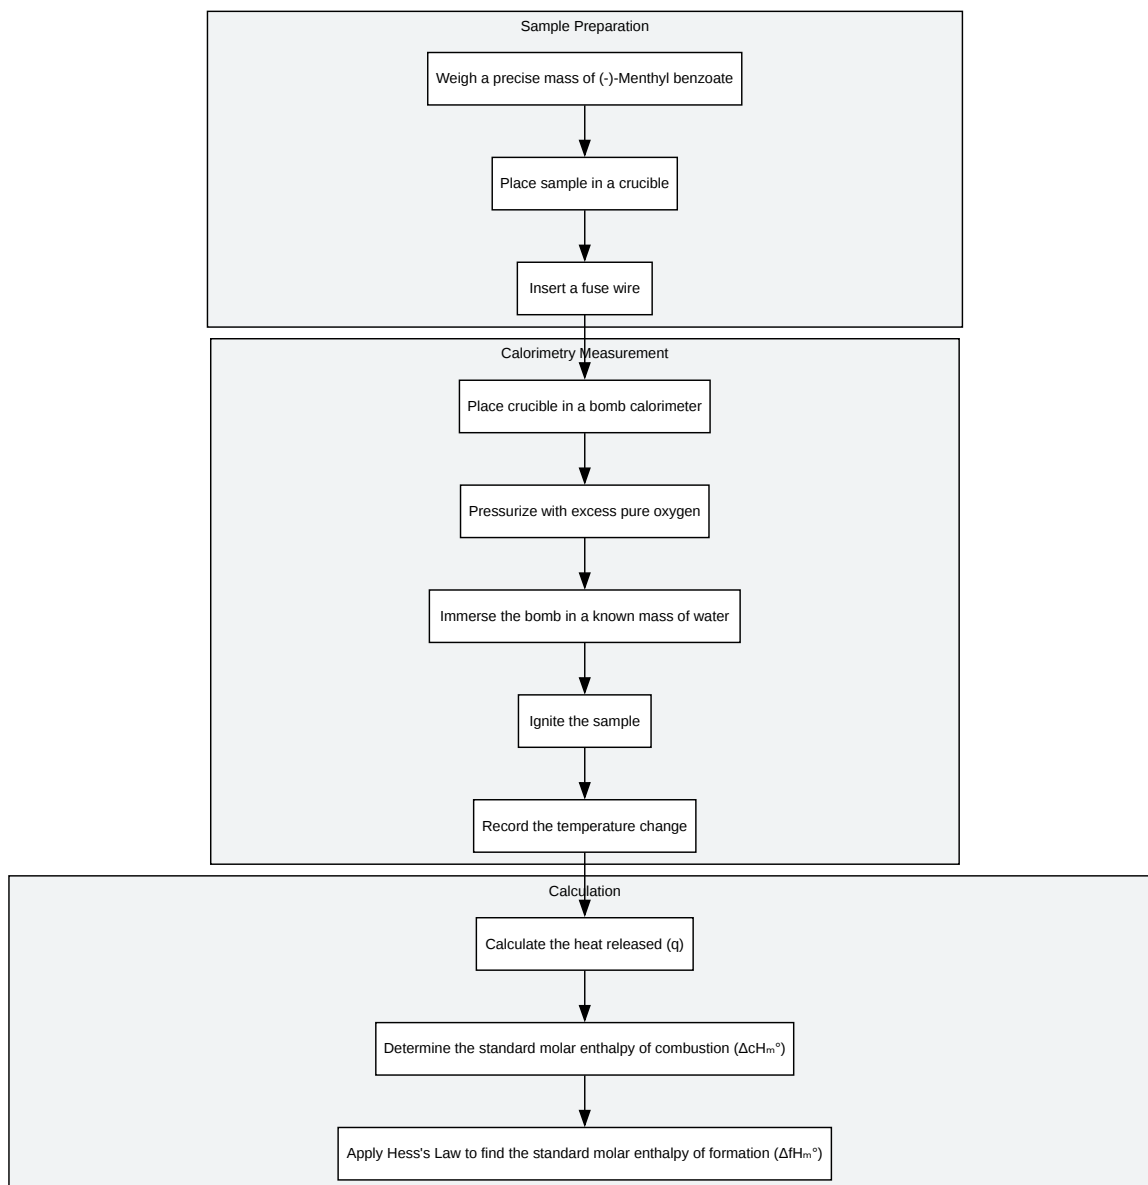 Sample Preparation
Weigh a precise mass of (-)-Menthyl benzoate
Place sample in a crucible
Insert a fuse wire
Calorimetry Measurement
Place crucible in a bomb calorimeter
Pressurize with excess pure oxygen
Immerse the bomb in a known mass of water
Ignite the sample
Record the temperature change
Calculation
Calculate the heat released (q)
Determine the standard molar enthalpy of combustion (ΔcHₘ°)
Apply Hess's Law to find the standard molar enthalpy of formation (ΔfHₘ°)